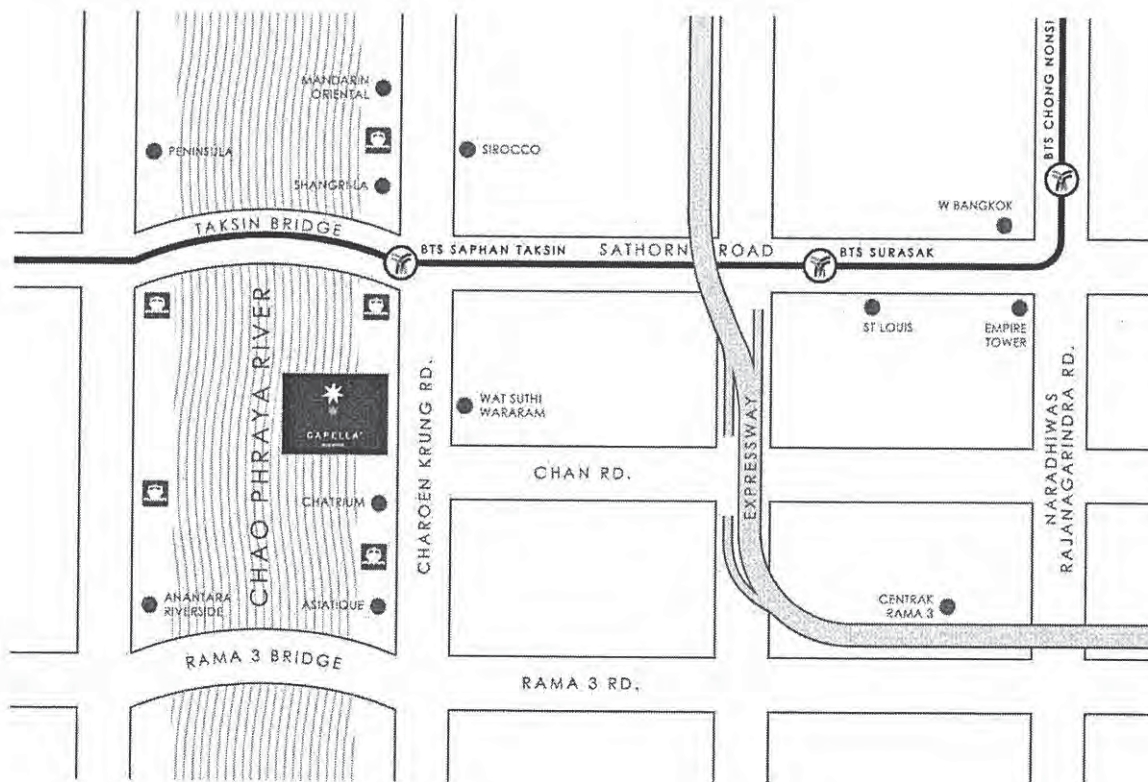 MANDARIN
ORIENTAL
PENINSULA
SIROCCO
SHANGRI-LA
TAKSIN BRIDGE
BTS SAPHAN TAKSIN
SATHORN ROAD
BTS SURASAK
W BANGKOK
BTS CHONG NONSI
ST LOUIS
EMPIRE
TOWER
CHAO PHRAYA RIVER
CAPELLA
CHAROEN KRUNG RD.
WAT SUTHI
WARARAM
CHAN RD.
EXPRESSWAY
NARADHIWAS
RAJANAGARINDRA RD.
CHATRIUM
ANANTARA
RIVERSIDE
ASIATIQUE
CENTRAK
RAMA 3
RAMA 3 BRIDGE
RAMA 3 RD.